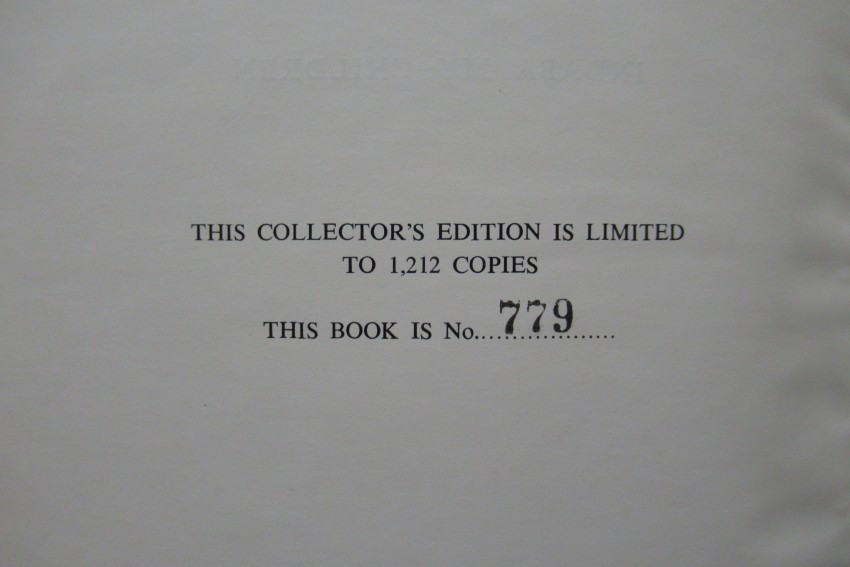 THIS COLLECTOR'S EDITION IS LIMITED
TO 1,212 COPIES
THIS BOOK IS No....................
779